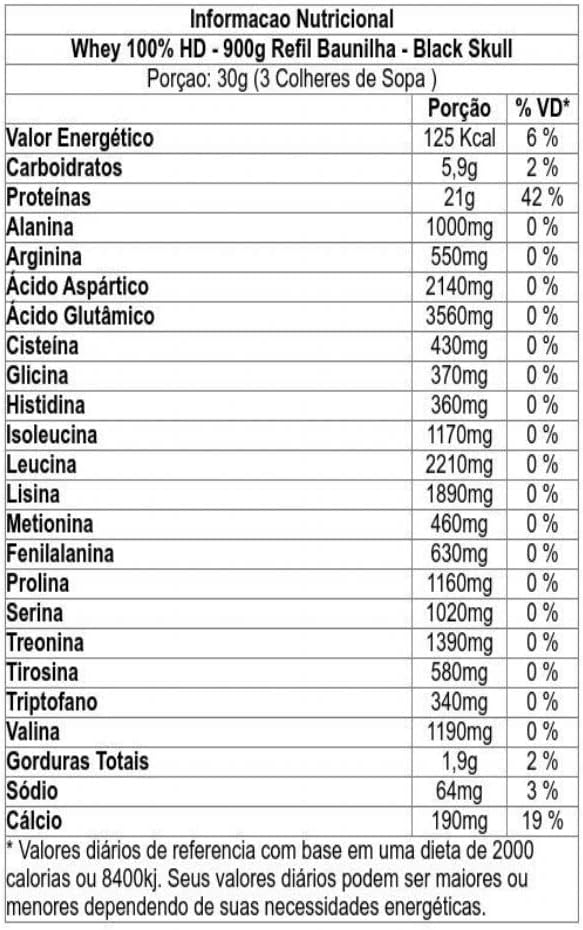 Informacao Nutricional
Whey 100% HD - 900g Refil Baunilha - Black Skull
Porçao: 30g (3 Colheres de Sopa )
Porção % VD*
Valor Energético 125 Kcal 6 %
Carboidratos 5,9g 2 %
Proteínas 21g 42 %
Alanina 1000mg 0 %
Arginina 550mg 0 %
Ácido Aspártico 2140mg 0 %
Ácido Glutâmico 3560mg 0 %
Cisteína 430mg 0 %
Glicina 370mg 0 %
Histidina 360mg 0 %
Isoleucina 1170mg 0 %
Leucina 2210mg 0 %
Lisina 1890mg 0 %
Metionina 460mg 0 %
Fenilalanina 630mg 0 %
Prolina 1160mg 0 %
Serina 1020mg 0 %
Treonina 1390mg 0 %
Tirosina 580mg 0 %
Triptofano 340mg 0 %
Valina 1190mg 0 %
Gorduras Totais 1,9g 2 %
Sódio 64mg 3 %
Cálcio 190mg 19 %
* Valores diários de referencia com base em uma dieta de 2000
calorias ou 8400kj. Seus valores diários podem ser maiores ou
menores dependendo de suas necessidades energéticas.